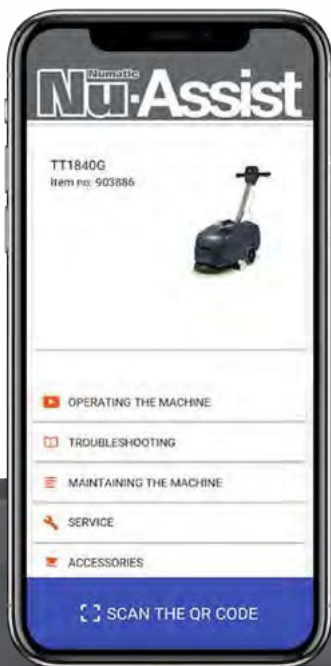 Numatic
Nu-Assist
TT1840G
Item no: 903886
OPERATING THE MACHINE
TROUBLESHOOTING
MAINTAINING THE MACHINE
SERVICE
ACCESSORIES
SCAN THE QR CODE